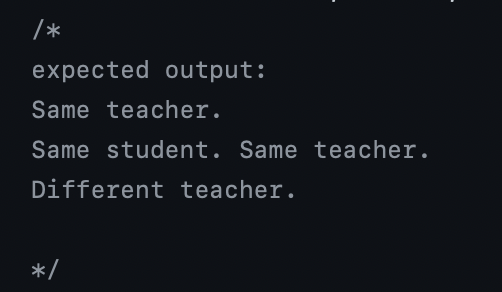 /*
expected output:
Same teacher.
Same student. Same teacher.
Different teacher.
*/